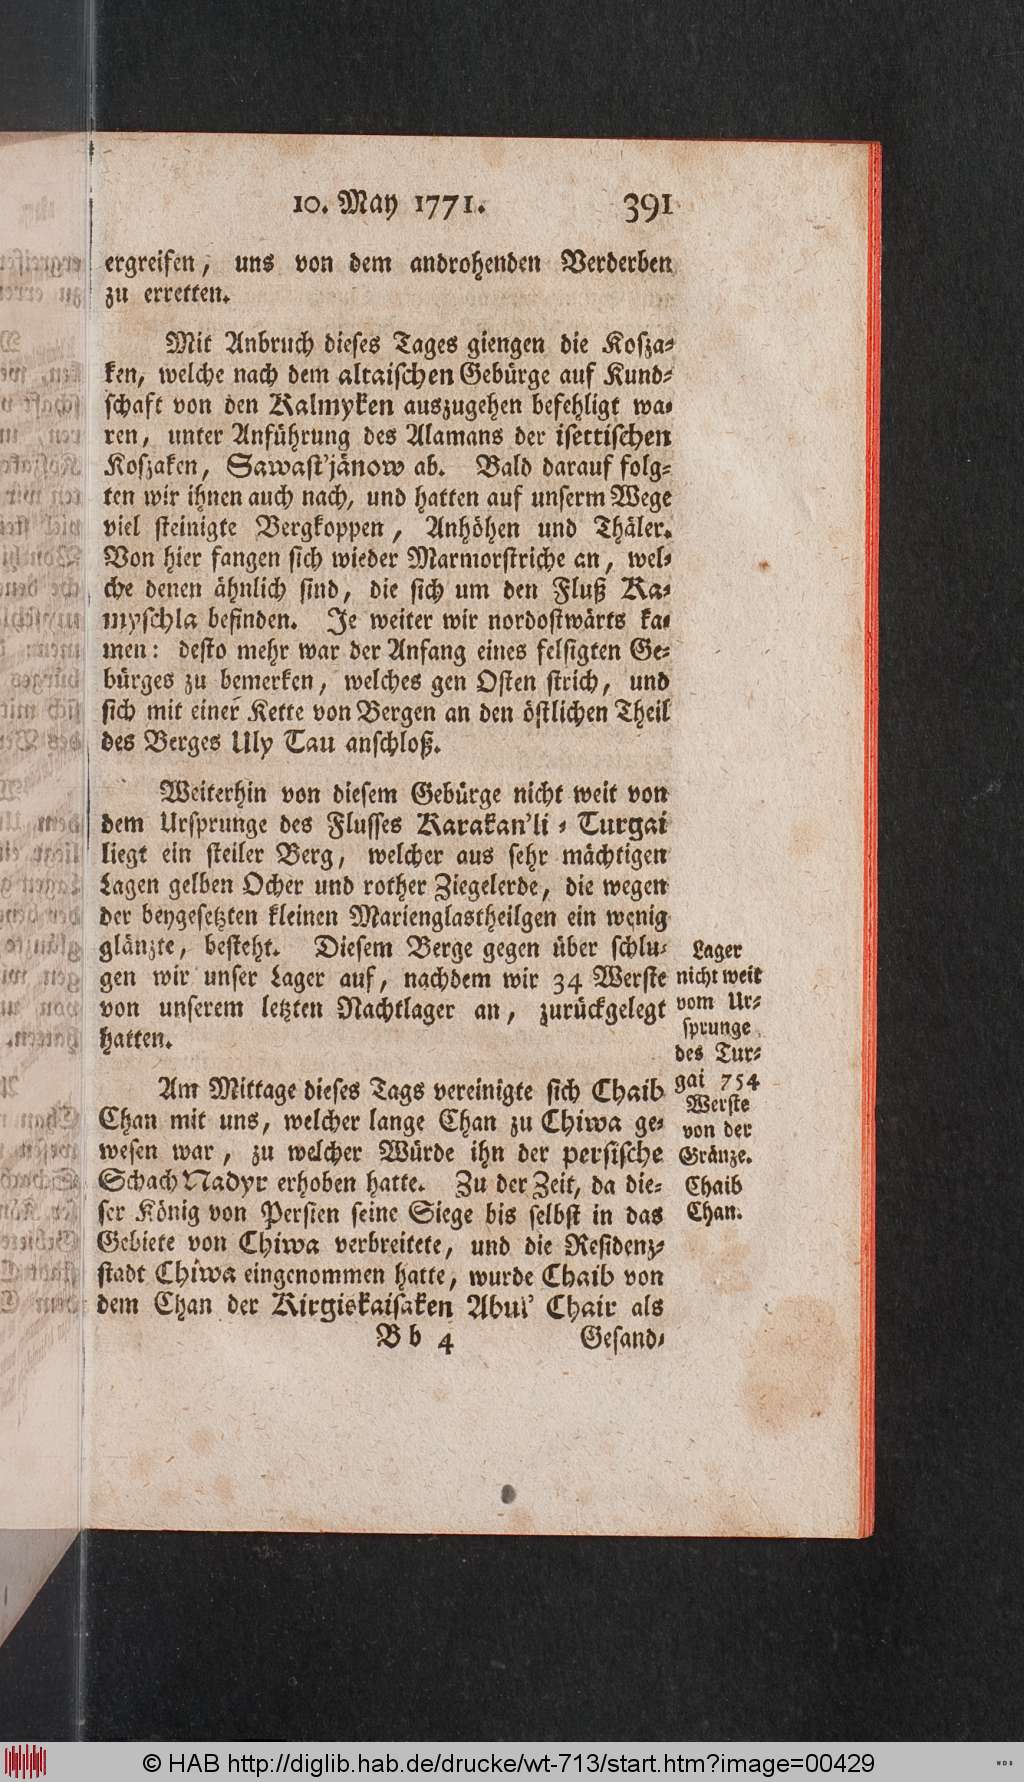 10. May 1771. 391
ergreifen, uns von dem androhenden Verderben
zu erretten.
Mit Anbruch dieses Tages giengen die Kosza-
ken, welche nach dem altaischen Gebürge auf Kund-
schaft von den Kalmyken auszugehen befehligt wa-
ren, unter Anführung des Alamans der isettischen
Koszaken, Sawast'jänow ab. Bald darauf folg-
ten wir ihnen auch nach, und hatten auf unserm Wege
viel steinigte Bergkoppen, Anhöhen und Thäler.
Von hier fangen sich wieder Marmorstriche an, wel-
che denen ähnlich sind, die sich um den Fluß Ka-
myschla befinden. Je weiter wir nordostwärts ka-
men: desto mehr war der Anfang eines felsigten Ge-
bürges zu bemerken, welches gen Osten strich, und
sich mit einer Kette von Bergen an den östlichen Theil
des Berges Uly Tau anschloß.
Weiterhin von diesem Gebürge nicht weit von
dem Ursprunge des Flusses Karakan'li-Turgai
liegt ein steiler Berg, welcher aus sehr mächtigen
Lagen gelben Ocher und rother Ziegelerde, die wegen
der beygesetzten kleinen Marienglastheilgen ein wenig
glänzte, besteht. Diesem Berge gegen über schlu-
gen wir unser Lager auf, nachdem wir 34 Werste
von unserem letzten Nachtlager an, zurückgelegt
hatten.
Lager
nicht weit
vom Ur-
sprunge
des Tur-
gai 754
Werste
von der
Gränze.
Am Mittage dieses Tags vereinigte sich Chaib
Chan mit uns, welcher lange Chan zu Chiwa ge-
wesen war, zu welcher Würde ihn der persische
Schach Nadyr erhoben hatte. Zu der Zeit, da die-
ser König von Persien seine Siege bis selbst in das
Gebiete von Chiwa verbreitete, und die Residenz-
stadt Chiwa eingenommen hatte, wurde Chaib von
dem Chan der Kirgiskaisaken Abul' Chair als
Chaib
Chan.
B b 4 Gesand-
© HAB http://diglib.hab.de/drucke/wt-713/start.htm?image=00429